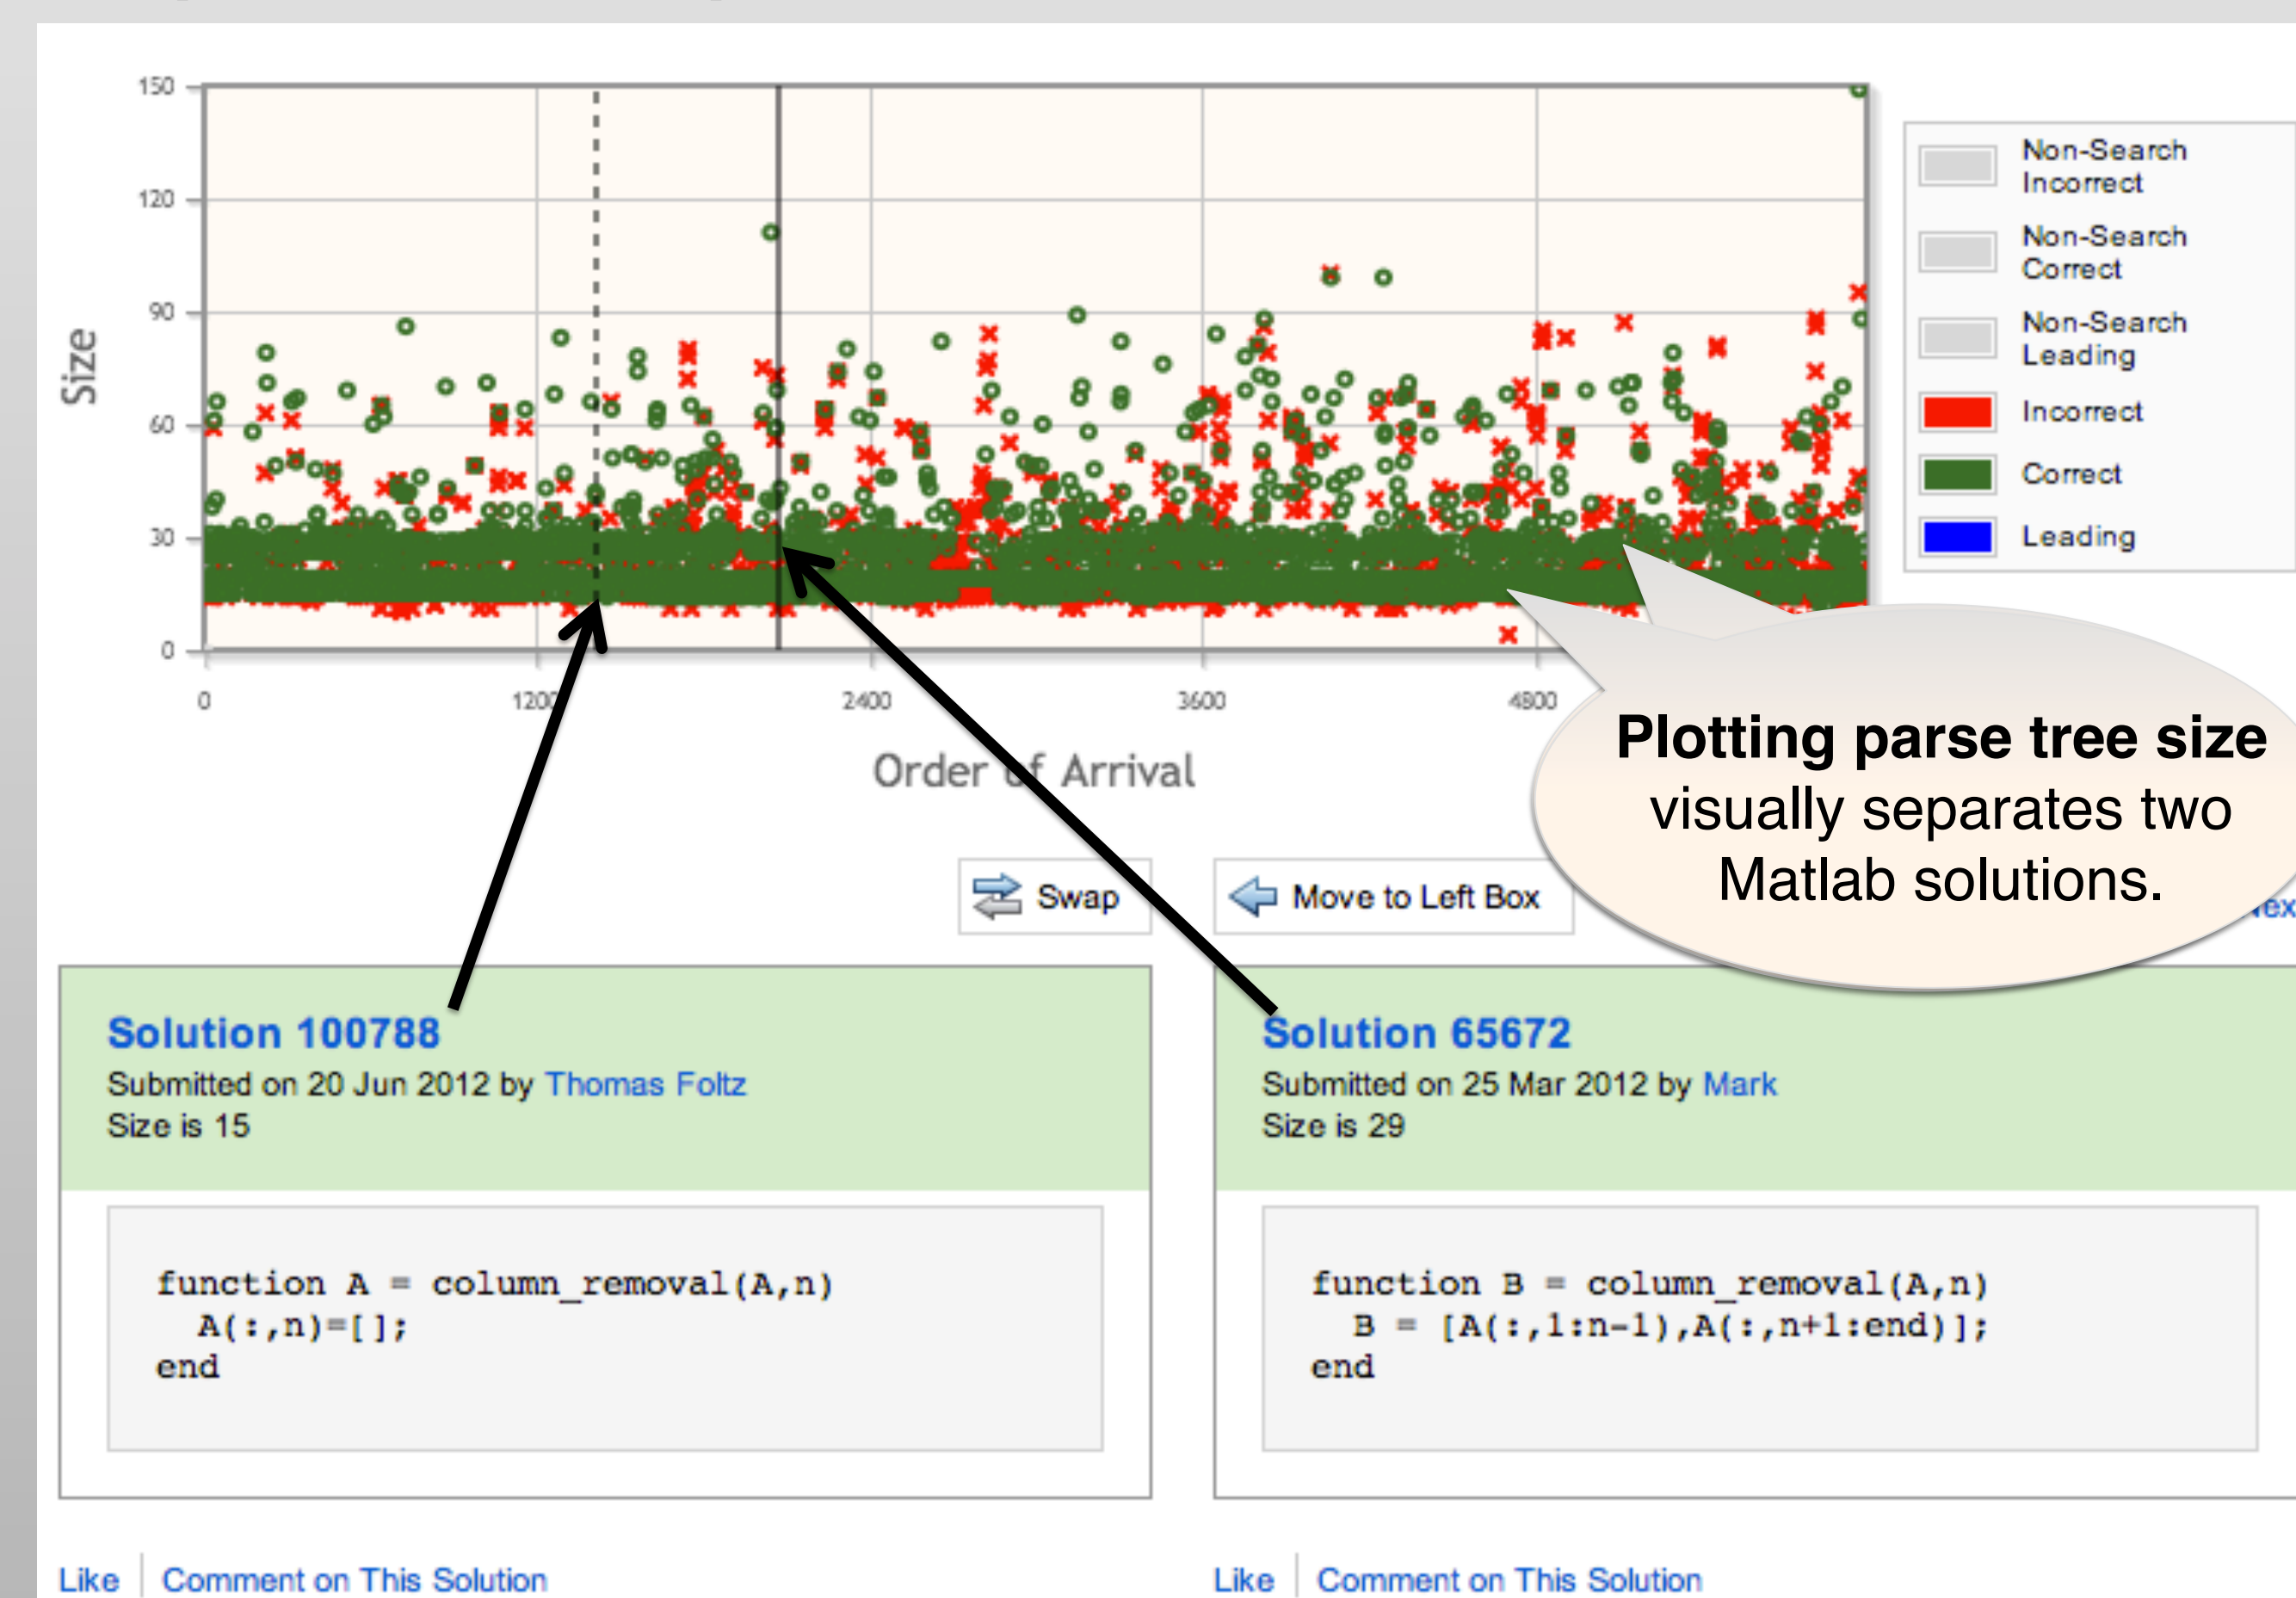 150
120
90
60
30
0
Size
0
1200
2400
3600
4800
Order of Arrival
Non-Search
Incorrect
Non-Search
Correct
Non-Search
Leading
Incorrect
Correct
Leading
Plotting parse tree size
visually separates two
Matlab solutions.
Swap
Move to Left Box
Solution 100788
Submitted on 20 Jun 2012 by Thomas Foltz
Size is 15
function A = column_removal(A,n)
A(:,n)=[];
end
Like
Comment on This Solution
Solution 65672
Submitted on 25 Mar 2012 by Mark
Size is 29
function B = column_removal(A,n)
B = [A(:,1:n-1),A(:,n+1:end)];
end
Like
Comment on This Solution